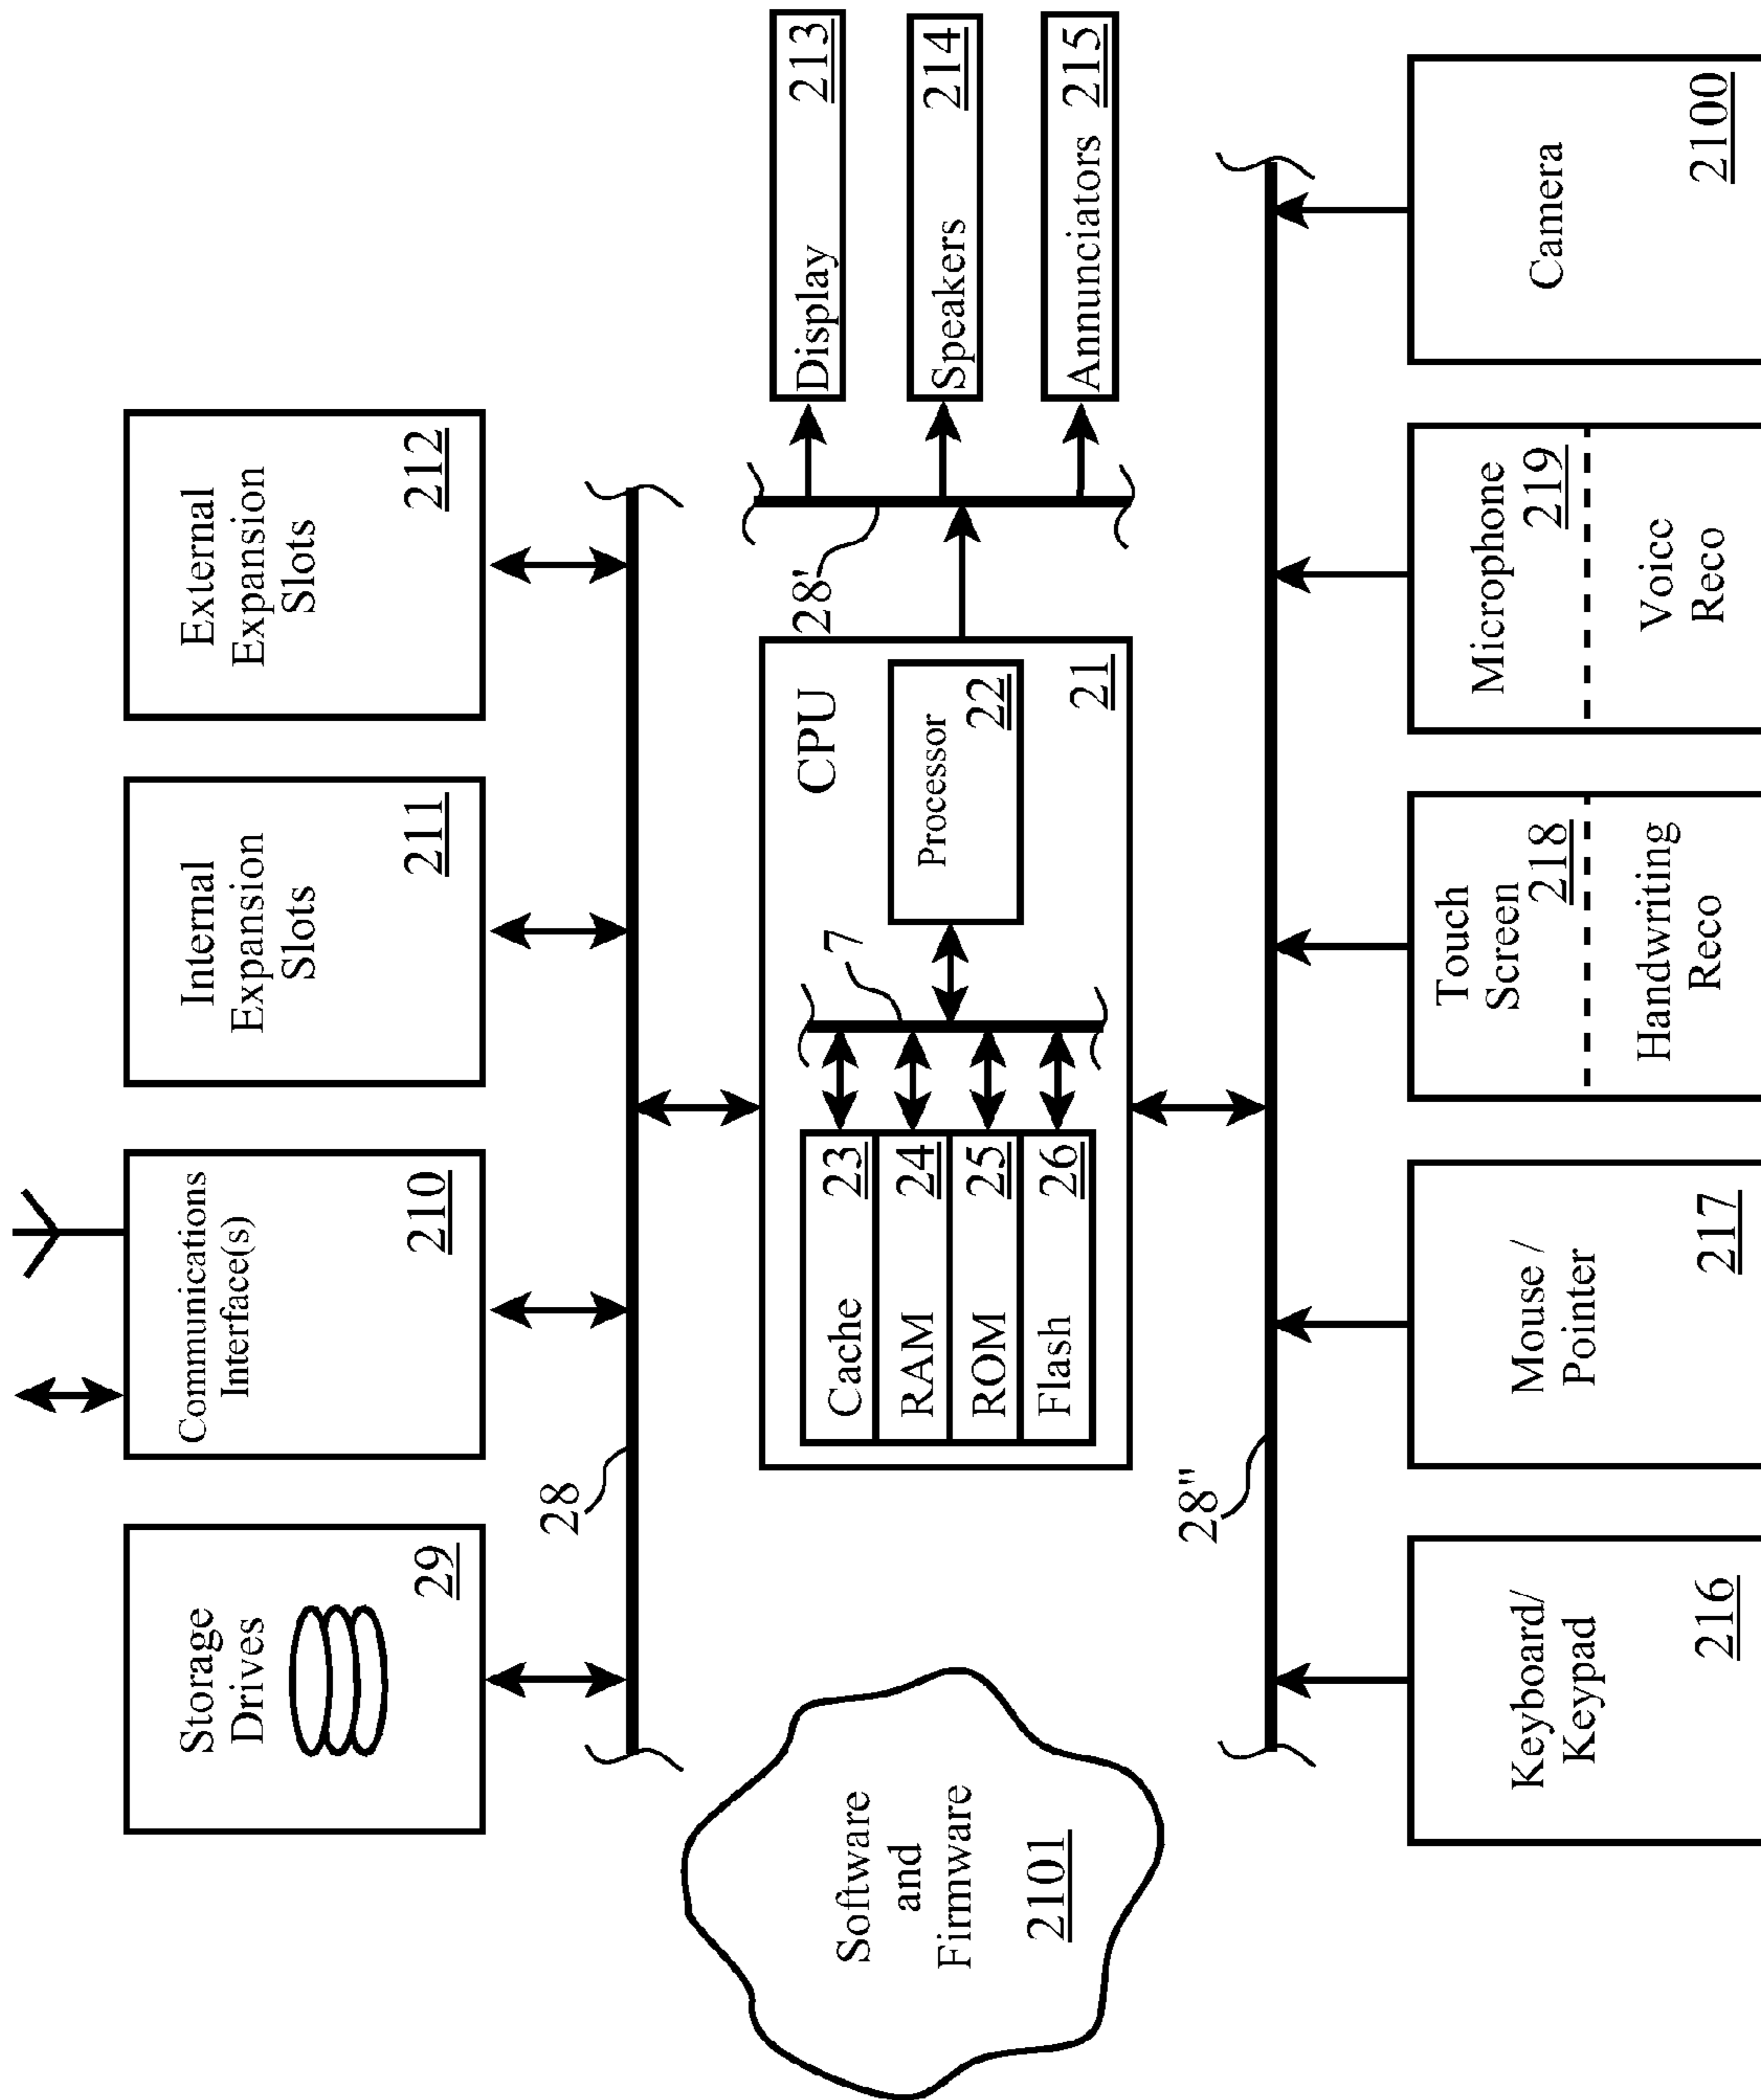 Storage
Drives
29
Communications
Interface(s)
210
Internal
Expansion
Slots
211
External
Expansion
Slots
212
28
Software
and
Firmware
2101
CPU
Cache 23
RAM 24
ROM 25
Flash 26
7
Processor
22
21
28'
Display 213
Speakers 214
Annunciators 215
28"
Keyboard/
Keypad
216
Mouse /
Pointer
217
Touch
Screen
218
Handwriting
Reco
Microphone
219
Voicc
Reco
Camera
2100